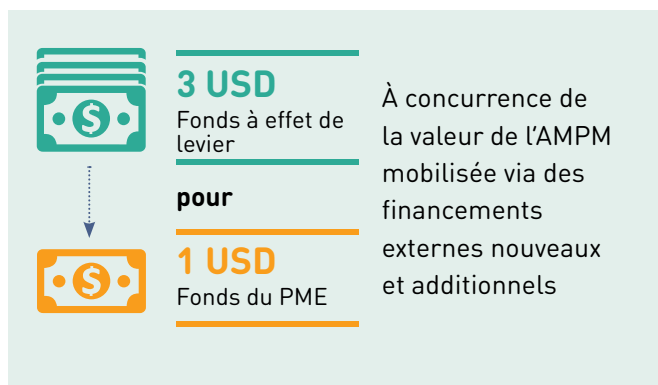 3 USD
Fonds à effet de
levier
pour
1 USD
Fonds du PME
À concurrence de
la valeur de l’AMPM
mobilisée via des
financements
externes nouveaux
et additionnels